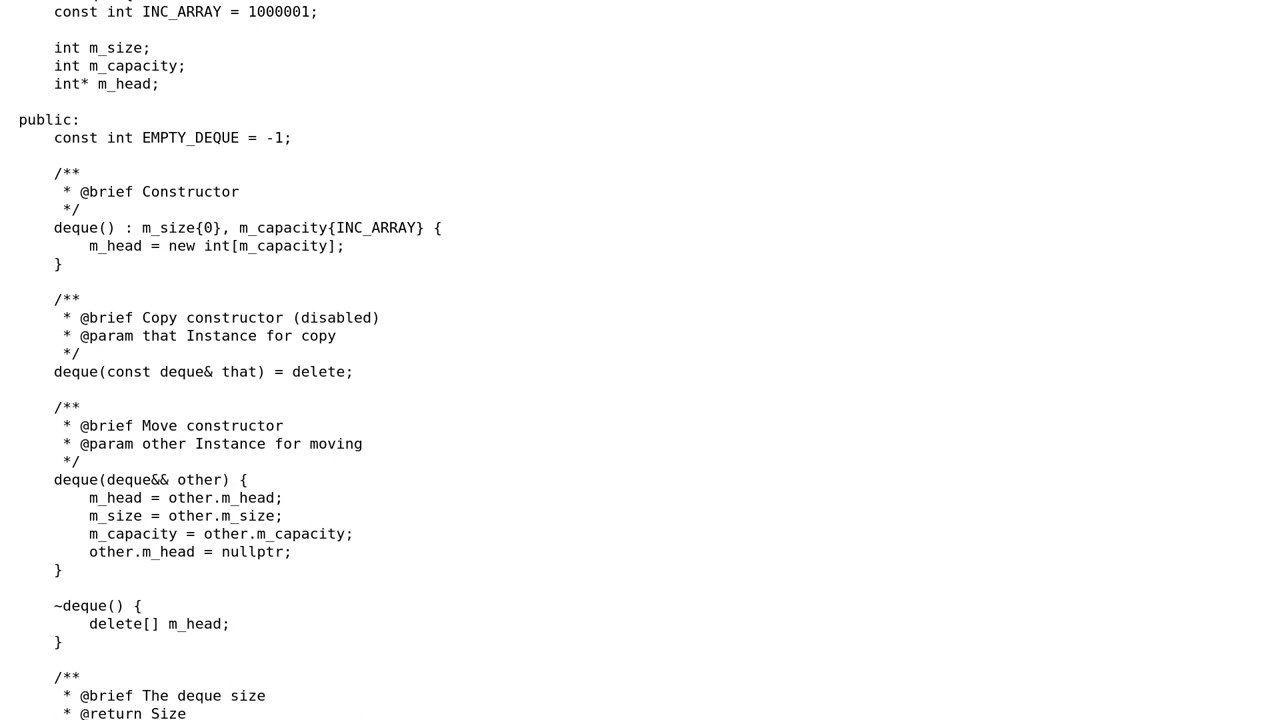 const int INC_ARRAY = 1000001;

    int m_size;
    int m_capacity;
    int* m_head;

public:
    const int EMPTY_DEQUE = -1;

    /**
     * @brief Constructor
     */
    deque() : m_size{0}, m_capacity{INC_ARRAY} {
        m_head = new int[m_capacity];
    }

    /**
     * @brief Copy constructor (disabled)
     * @param that Instance for copy
     */
    deque(const deque& that) = delete;

    /**
     * @brief Move constructor
     * @param other Instance for moving
     */
    deque(deque&& other) {
        m_head = other.m_head;
        m_size = other.m_size;
        m_capacity = other.m_capacity;
        other.m_head = nullptr;
    }

    ~deque() {
        delete[] m_head;
    }

    /**
     * @brief The deque size
     * @return Size